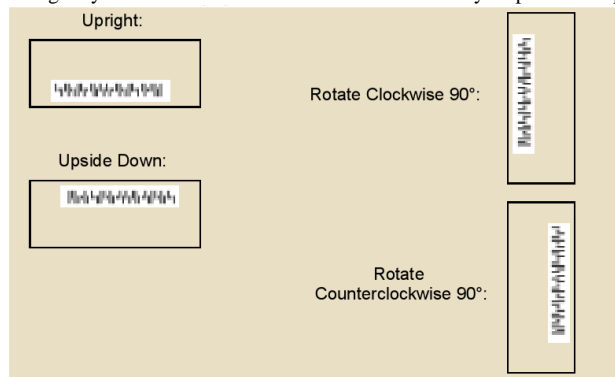 Upright:
Rotate Clockwise 90°:
Upside Down:
Rotate
Counterclockwise 90°: